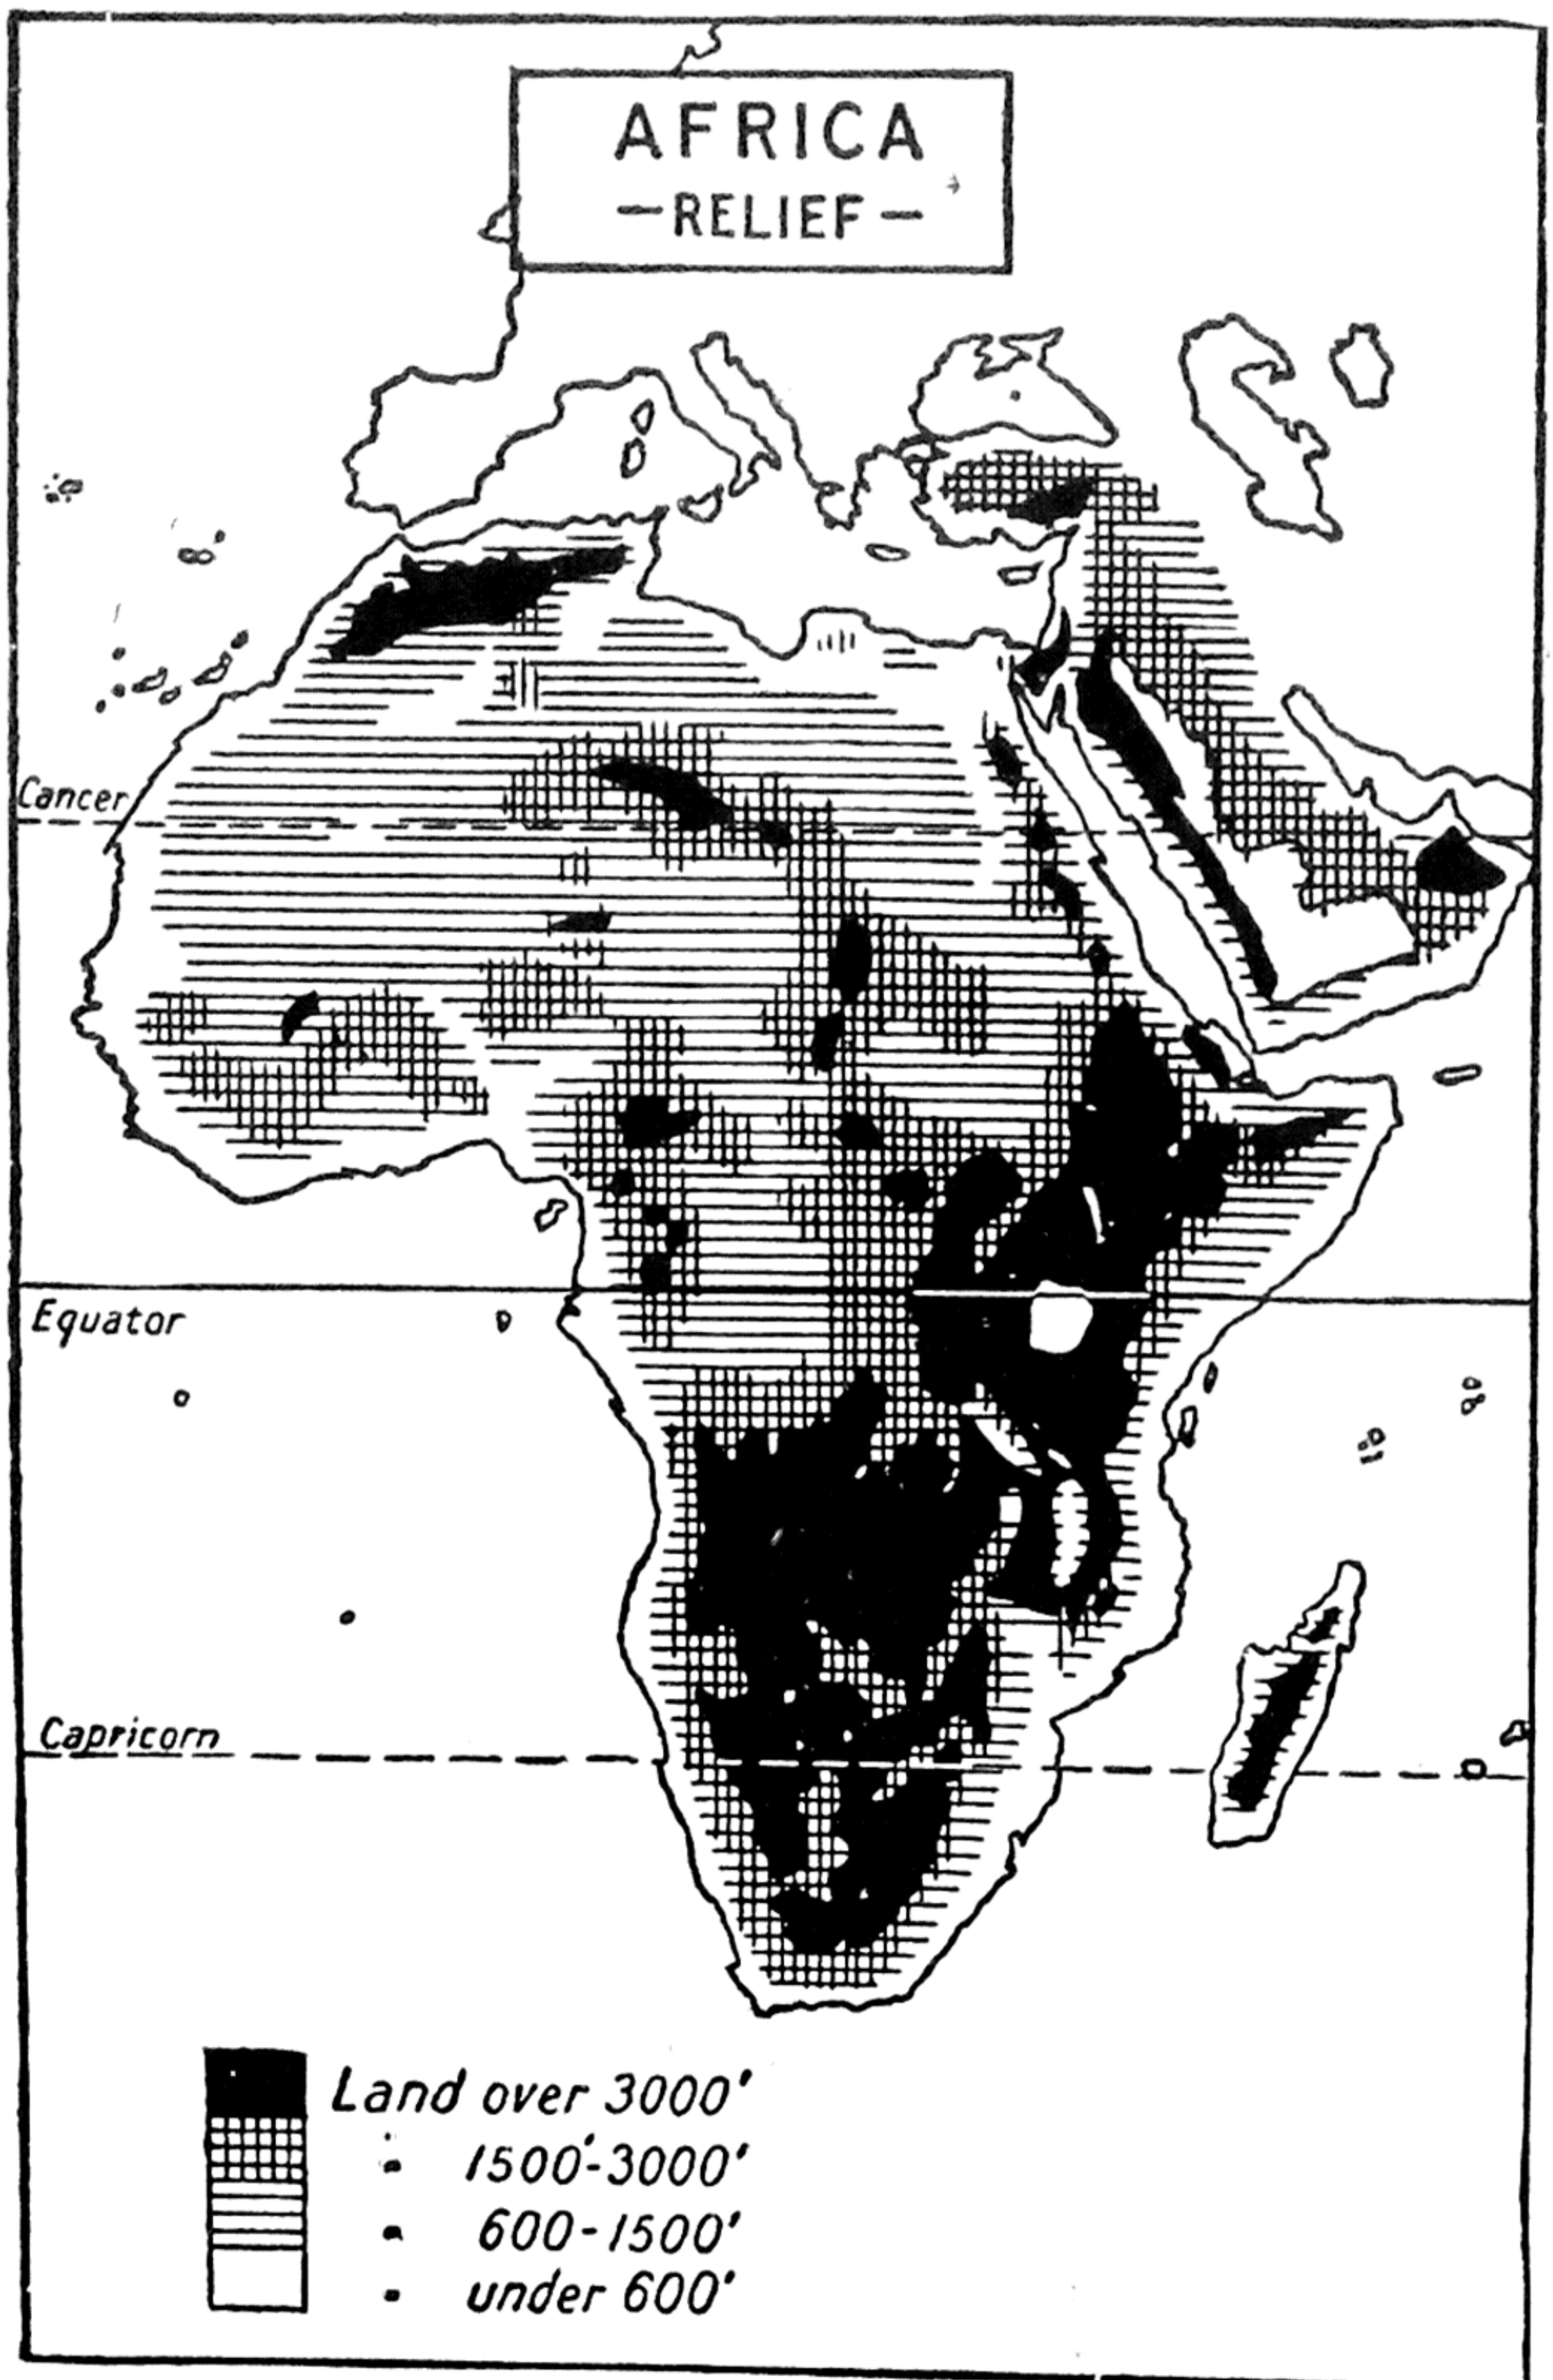 AFRICA
—RELIEF—
Cancer
Equator
Capricorn
Land over 3000'
" 1500'-3000'
" 600-1500'
" under 600'